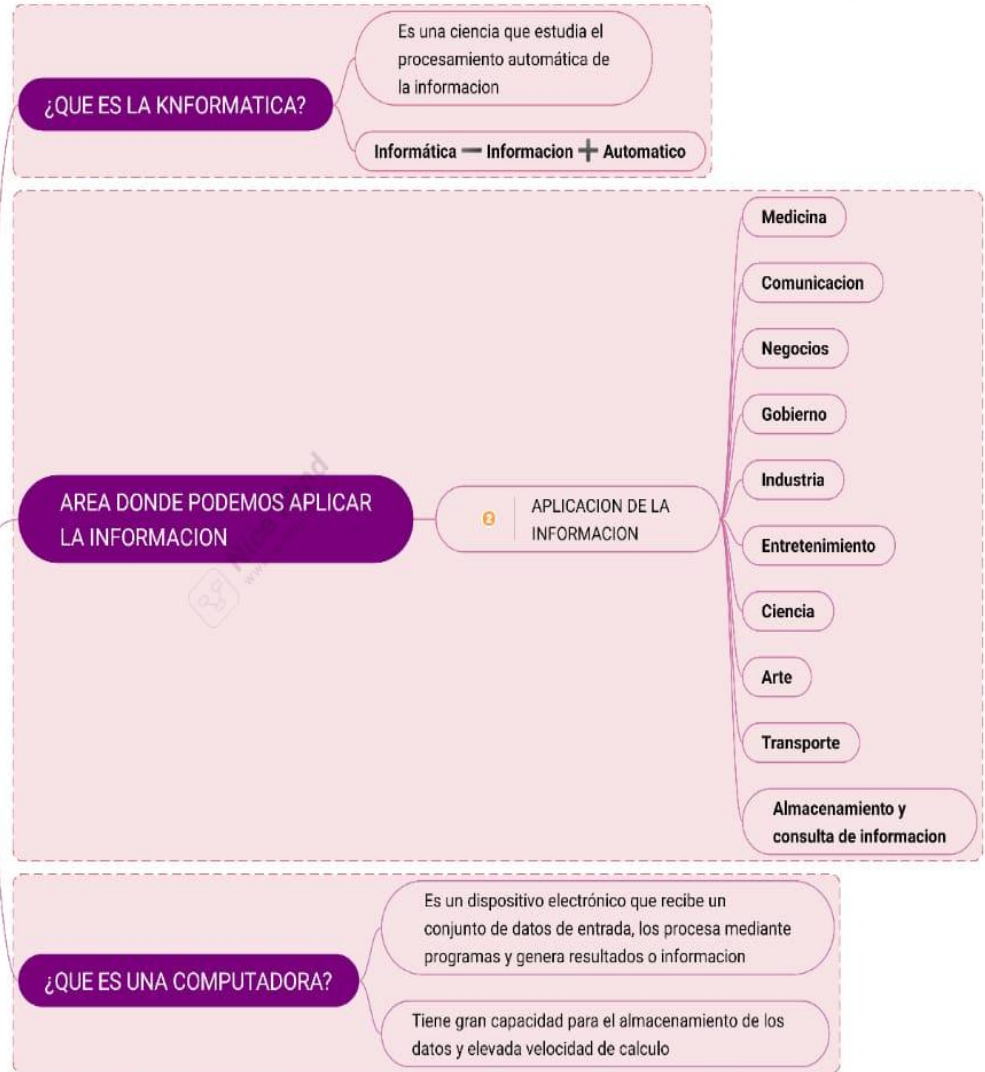 Es una ciencia que estudia el
procesamiento automática de
la informacion
¿QUE ES LA KNFORMATICA?
Informática ➖ Informacion ➕ Automatico
Medicina
Comunicacion
Negocios
Gobierno
Industria
AREA DONDE PODEMOS APLICAR
LA INFORMACION
2
APLICACION DE LA
INFORMACION
Entretenimiento
Ciencia
Arte
Transporte
Almacenamiento y
consulta de informacion
Es un dispositivo electrónico que recibe un
conjunto de datos de entrada, los procesa mediante
programas y genera resultados o informacion
¿QUE ES UNA COMPUTADORA?
Tiene gran capacidad para el almacenamiento de los
datos y elevada velocidad de calculo